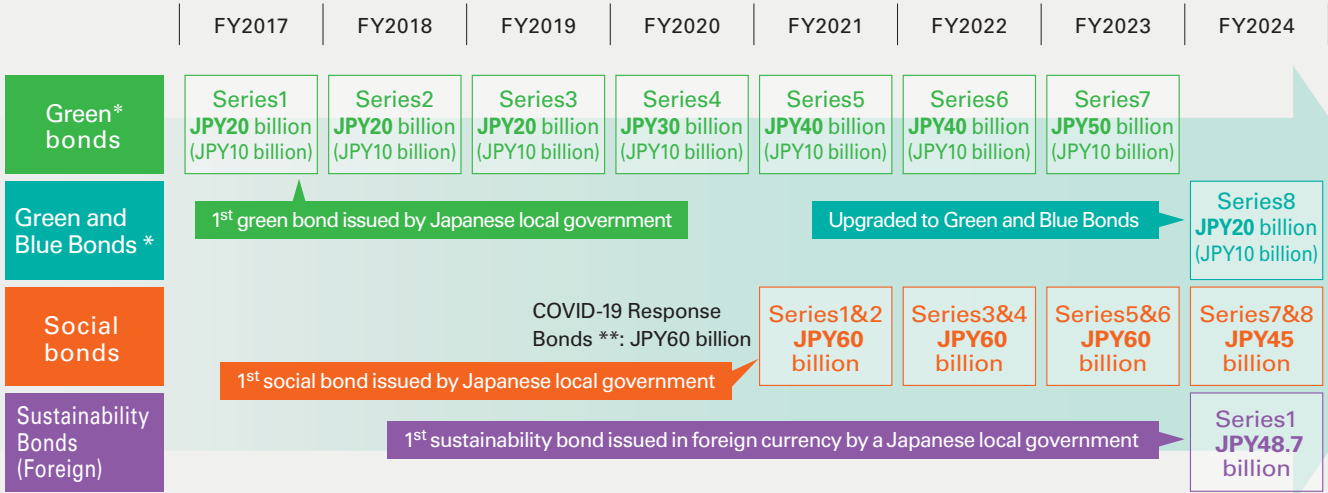 FY2017 FY2018 FY2019 FY2020 FY2021 FY2022 FY2023 FY2024
Green*
bonds
Series1
JPY20 billion
(JPY10 billion)
Series2
JPY20 billion
(JPY10 billion)
Series3
JPY20 billion
(JPY10 billion)
Series4
JPY30 billion
(JPY10 billion)
Series5
JPY40 billion
(JPY10 billion)
Series6
JPY40 billion
(JPY10 billion)
Series7
JPY50 billion
(JPY10 billion)
1st green bond issued by Japanese local government
Green and
Blue Bonds *
Upgraded to Green and Blue Bonds
Series8
JPY20 billion
(JPY10 billion)
Social
bonds
COVID-19 Response
Bonds **: JPY60 billion
Series1&2
JPY60
billion
Series3&4
JPY60
billion
Series5&6
JPY60
billion
Series7&8
JPY45
billion
1st social bond issued by Japanese local government
Sustainability
Bonds
(Foreign)
1st sustainability bond issued in foreign currency by a Japanese local government
Series1
JPY48.7
billion